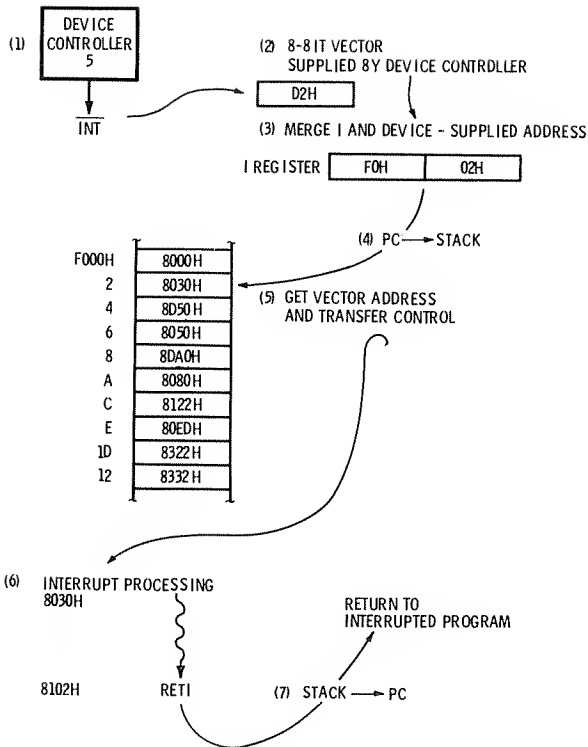 (1) DEVICE CONTROLLER 5
INT
(2) 8-8IT VECTOR
SUPPLIED 8Y DEVICE CONTRDLLER
D2H
(3) MERGE I AND DEVICE - SUPPLIED ADDRESS
I REGISTER F0H 02H
(4) PC → STACK
F000H 8000H
2 8030H
4 8D50H
6 8050H
8 8DA0H
A 8080H
C 8122H
E 80EDH
1D 8322H
12 8332H
(5) GET VECTOR ADDRESS
AND TRANSFER CONTROL
(6) INTERRUPT PROCESSING
8030H
RETURN TO
INTERRUPTED PROGRAM
8102H RETI
(7) STACK → PC